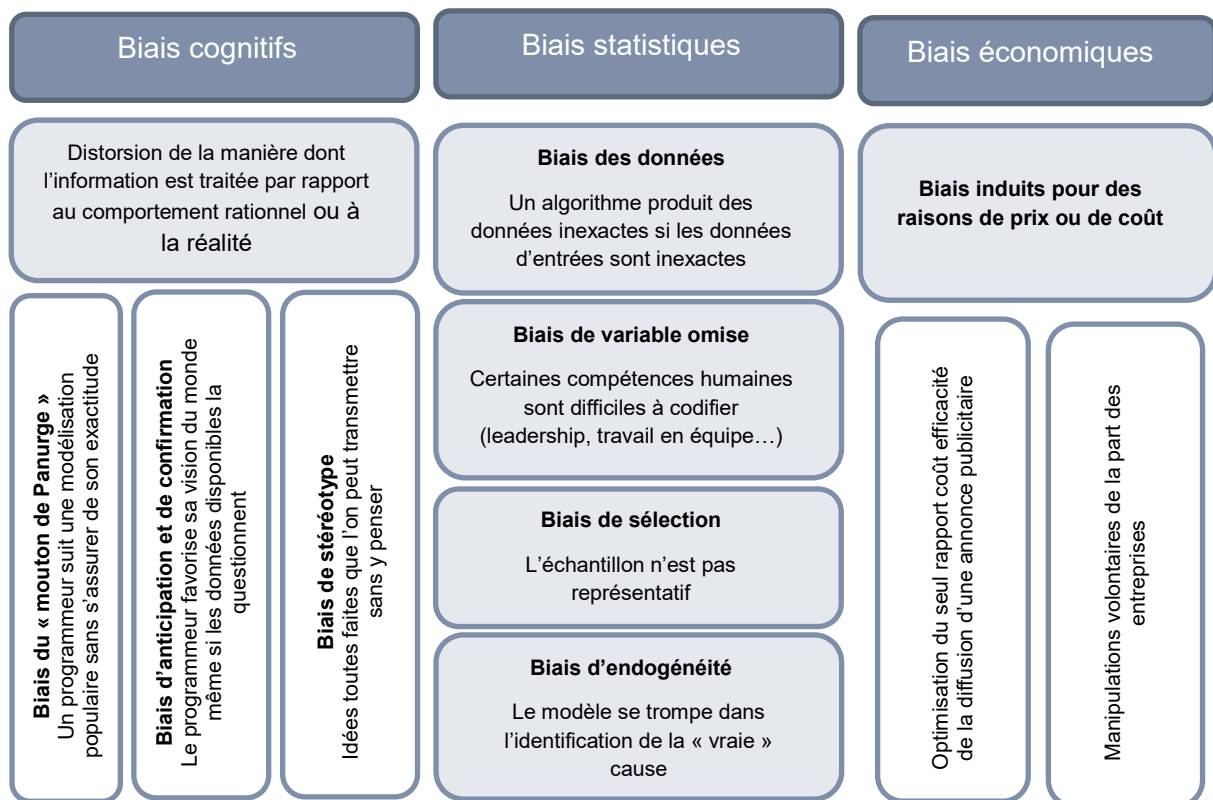 Biais cognitifs
Distorsion de la manière dont
l’information est traitée par rapport
au comportement rationnel ou à
la réalité
Biais du « mouton de Panurge »
Un programmeur suit une modélisation
populaire sans s’assurer de son exactitude
Biais d’anticipation et de confirmation
Le programmeur favorise sa vision du monde
même si les données disponibles la
questionnent
Biais de stéréotype
Idées toutes faites que l’on peut transmettre
sans y penser
Biais statistiques
Biais des données
Un algorithme produit des
données inexactes si les données
d’entrées sont inexactes
Biais de variable omise
Certaines compétences humaines
sont difficiles à codifier
(leadership, travail en équipe…)
Biais de sélection
L’échantillon n’est pas
représentatif
Biais d’endogénéité
Le modèle se trompe dans
l’identification de la « vraie »
cause
Biais économiques
Biais induits pour des
raisons de prix ou de coût
Optimisation du seul rapport coût efficacité
de la diffusion d’une annonce publicitaire
Manipulations volontaires de la part des
entreprises